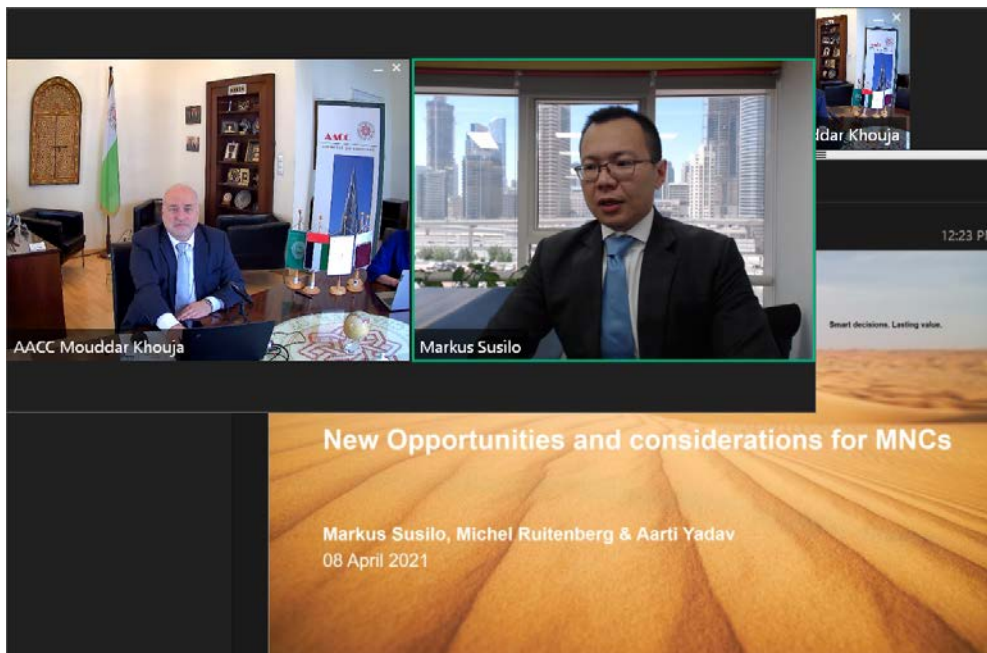 AACC
AACC Mouddar Khouja
Markus Susilo
ddar Khouja
12:23 P
Smart decisions. Lasting value.
New Opportunities and considerations for MNCs
Markus Susilo, Michel Ruitenberg & Aarti Yadav
08 April 2021